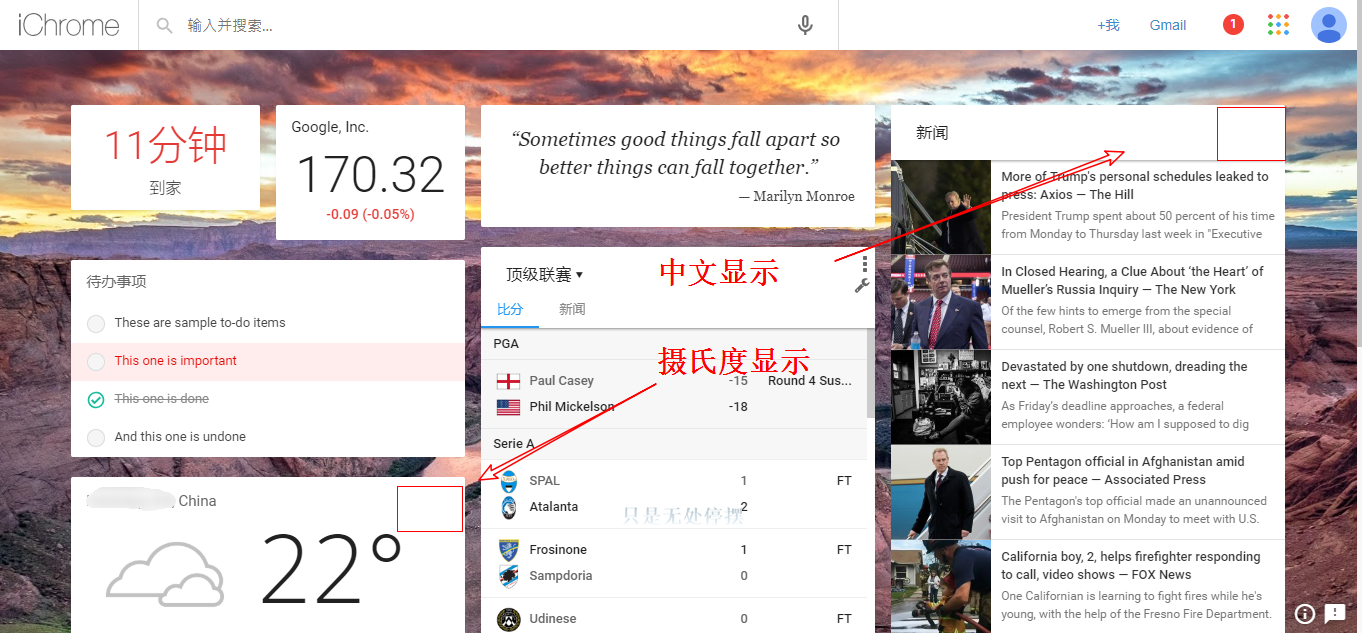 iChrome
输入并搜索...
+我
Gmail
1
11分钟
到家
Google, Inc.
170.32
-0.09 (-0.05%)
“Sometimes good things fall apart so
better things can fall together.”
— Marilyn Monroe
待办事项
These are sample to-do items
This one is important
This one is done
And this one is undone
China
22°
顶级联赛
中文显示
比分
新闻
PGA
摄氏度显示
Paul Casey -15 Round 4 Sus...
Phil Mickelson -18
Serie A
SPAL 1 FT
Atalanta 2
只是无处停摆
Frosinone 1 FT
Sampdoria 0
Udinese 0 FT
新闻
More of Trump's personal schedules leaked to
press: Axios — The Hill
President Trump spent about 50 percent of his time
from Monday to Thursday last week in "Executive
In Closed Hearing, a Clue About ‘the Heart’ of
Mueller’s Russia Inquiry — The New York
Of the few hints to emerge from the special
counsel, Robert S. Mueller III, about evidence of
Devastated by one shutdown, dreading the
next — The Washington Post
As Friday’s deadline approaches, a federal
employee wonders: ‘How am I supposed to dig
Top Pentagon official in Afghanistan amid
push for peace — Associated Press
The Pentagon's top official made an unannounced
visit to Afghanistan on Monday to meet with U.S.
California boy, 2, helps firefighter responding
to call, video shows — FOX News
One Californian is learning to fight fires while he's
young, with the help of the Fresno Fire Department.